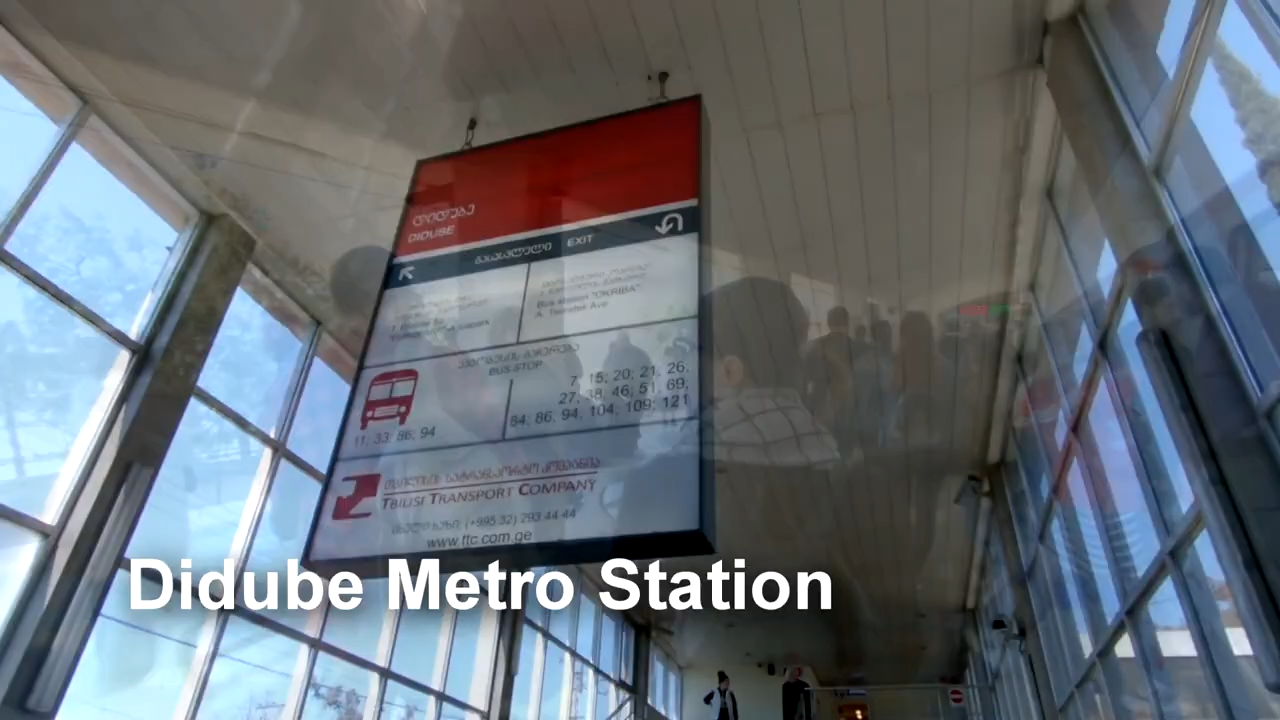 დიდუბე
DIDUBE
გასასვლელი EXIT
Bus station "OKRIBA"
A. Tsereteli Ave
BUS STOP
7; 15; 20; 21; 26;
27; 38; 46; 51; 69;
84; 86; 94; 104; 109; 121
11; 33; 86; 94
თბილისის სატრანსპორტო კომპანია
TBILISI TRANSPORT COMPANY
ცხელი ხაზი: (+995 32) 293 44 44
www.ttc.com.ge
Didube Metro Station